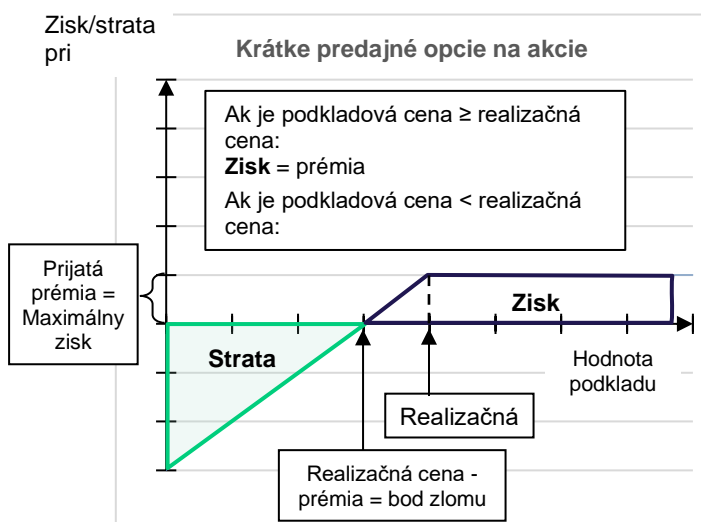 Zisk/strata
pri
Krátke predajné opcie na akcie
Ak je podkladová cena ≥ realizačná
cena:
Zisk = prémia
Ak je podkladová cena < realizačná
cena:
Prijatá
prémia =
Maximálny
zisk
Zisk
Strata
Hodnota
podkladu
Realizačná
Realizačná cena -
prémia = bod zlomu